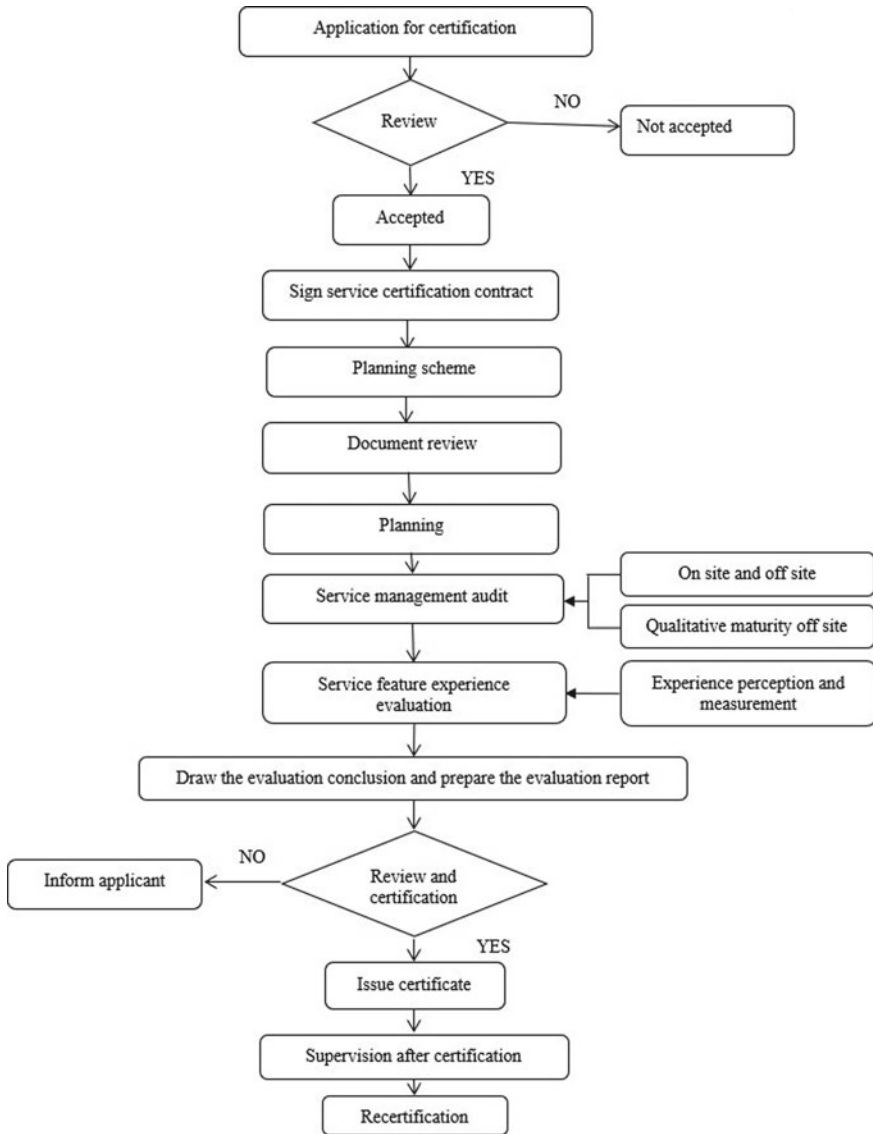 Application for certification
Review
NO
Not accepted
YES
Accepted
Sign service certification contract
Planning scheme
Document review
Planning
Service management audit
On site and off site
Qualitative maturity off site
Service feature experience
evaluation
Experience perception and
measurement
Draw the evaluation conclusion and prepare the evaluation report
Review and
certification
NO
Inform applicant
YES
Issue certificate
Supervision after certification
Recertification